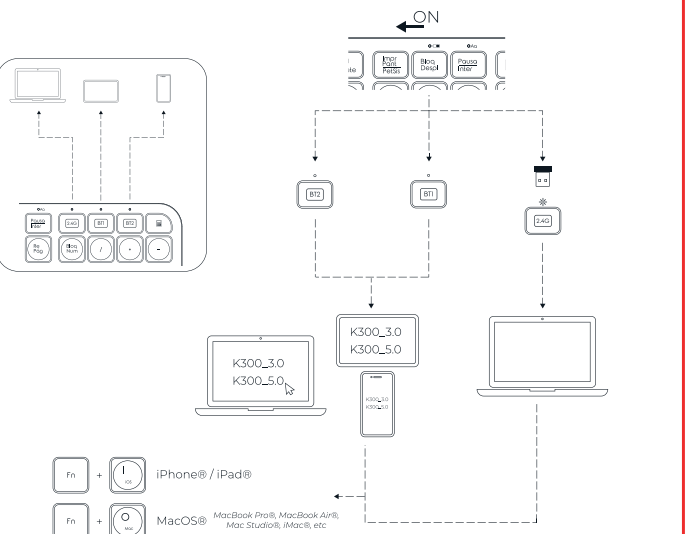 ON
Impr
Pant
PetSis
Bloq
Despl
Pausa
Inter
Aa
Aa
Pausa
Inter
2.4G
BT1
BT2
Re
Pág
Bloq
Num
/
-
BT2
BT1
2.4G
K300_3.0
K300_5.0
K300_3.0
K300_5.0
K300_3.0
K300_5.0
Fn + I iOS iPhone® / iPad®
Fn + O Mac MacOS® MacBook Pro®, MacBook Air®,
Mac Studio®, iMac®, etc